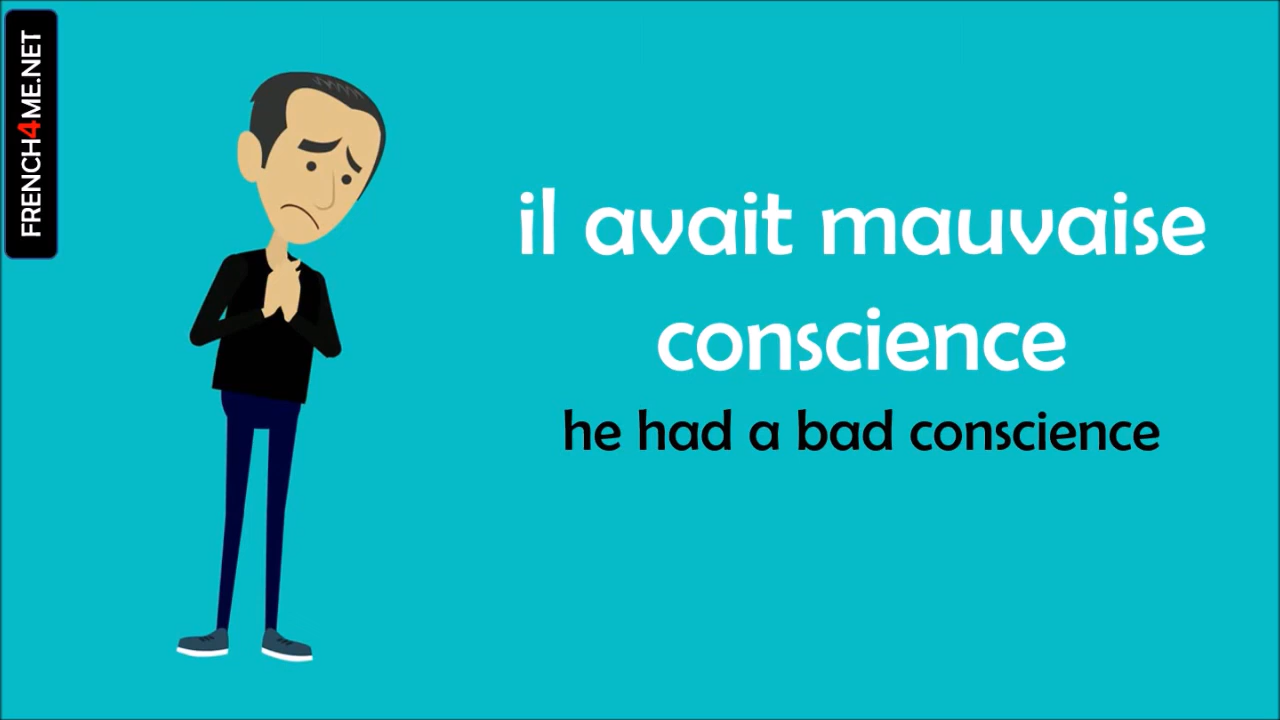 FRENCH4ME.NET
il avait mauvaise
conscience
he had a bad conscience